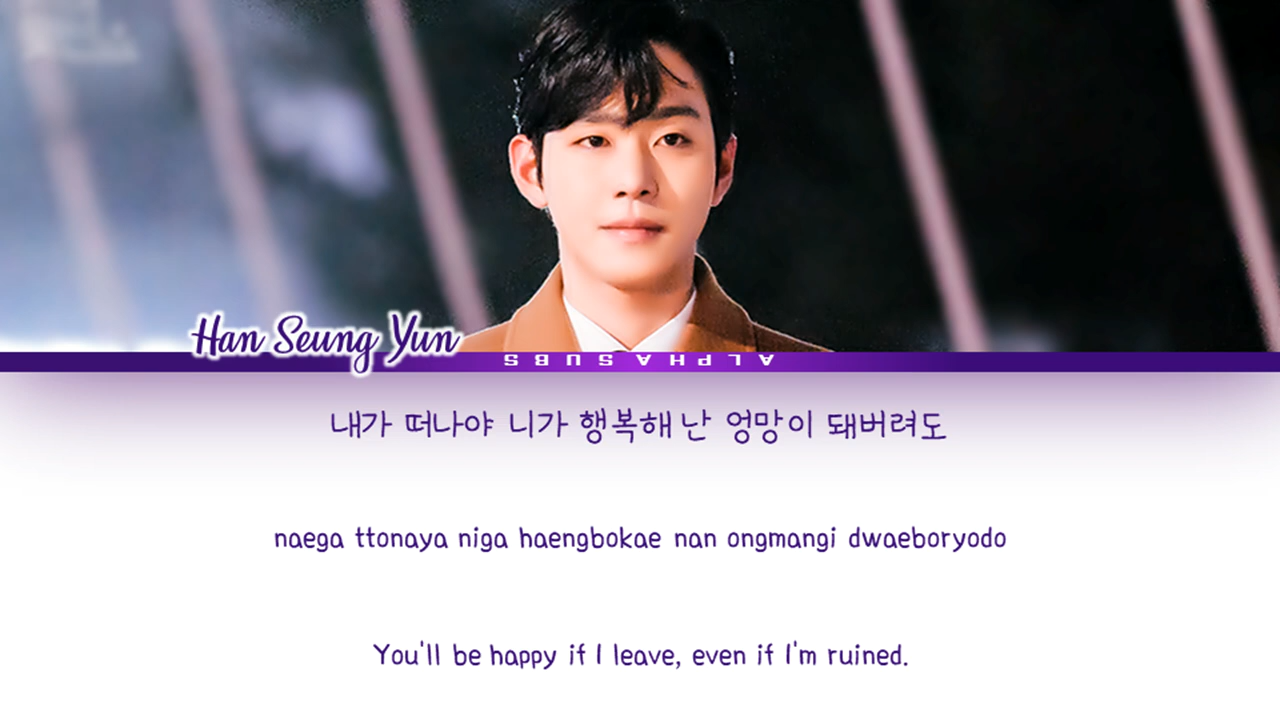 Han Seung Yun
ALPHASUBS
내가 떠나야 니가 행복해 난 엉망이 돼버려도
naega ttonaya niga haengbokae nan ongmangi dwaeboryodo
You'll be happy if I leave, even if I'm ruined.